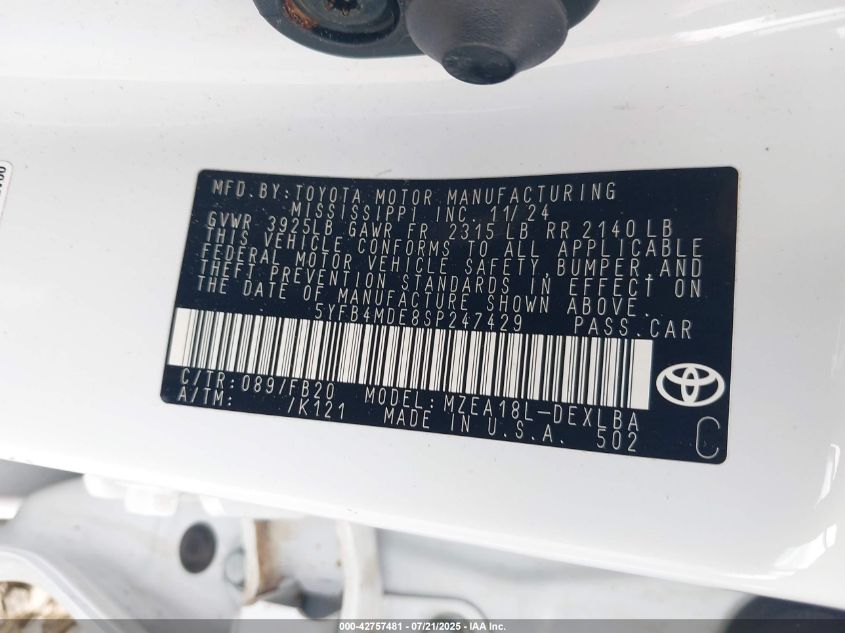 MFD. BY: TOYOTA MOTOR MANUFACTURING
MISSISSIPPI INC. 11/24
GVWR 3925LB GAWR FR 2315LB RR 2140LB
THIS VEHICLE CONFORMS TO ALL APPLICABLE
FEDERAL MOTOR VEHICLE SAFETY, BUMPER, AND
THEFT PREVENTION STANDARDS IN EFFECT ON
THE DATE OF MANUFACTURE SHOWN ABOVE.
5YFB4MDE8SP247429 PASS. CAR
C/TR: 089/FB20 MODEL: MZEA18L-DEXLBA
A/TM: /K121 MADE IN U.S.A. 502
C
000-42757481 - 07/21/2025 - IAA Inc.